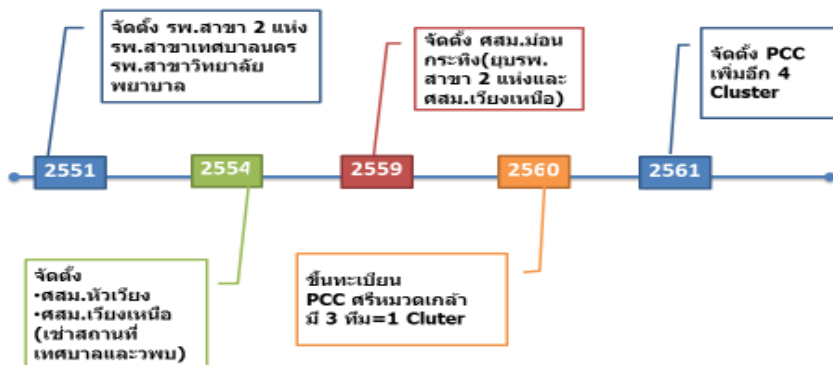 จัดตั้ง รพ.สาขา 2 แห่ง
รพ.สาขาเทศบาลนคร
รพ.สาขาวิทยาลัย
พยาบาล
จัดตั้ง ศสม.ม่อน
กระทิง(ยุบรพ.
สาขา 2 แห่งและ
ศสม.เวียงเหนือ)
จัดตั้ง PCC
เพิ่มอีก 4
Cluster
2551
2554
2559
2560
2561
จัดตั้ง
•ศสม.หัวเวียง
•ศสม.เวียงเหนือ
(เช่าสถานที่
เทศบาลและวพบ)
ขึ้นทะเบียน
PCC ศรีหมวดเกล้า
มี 3 ทีม=1 Cluter